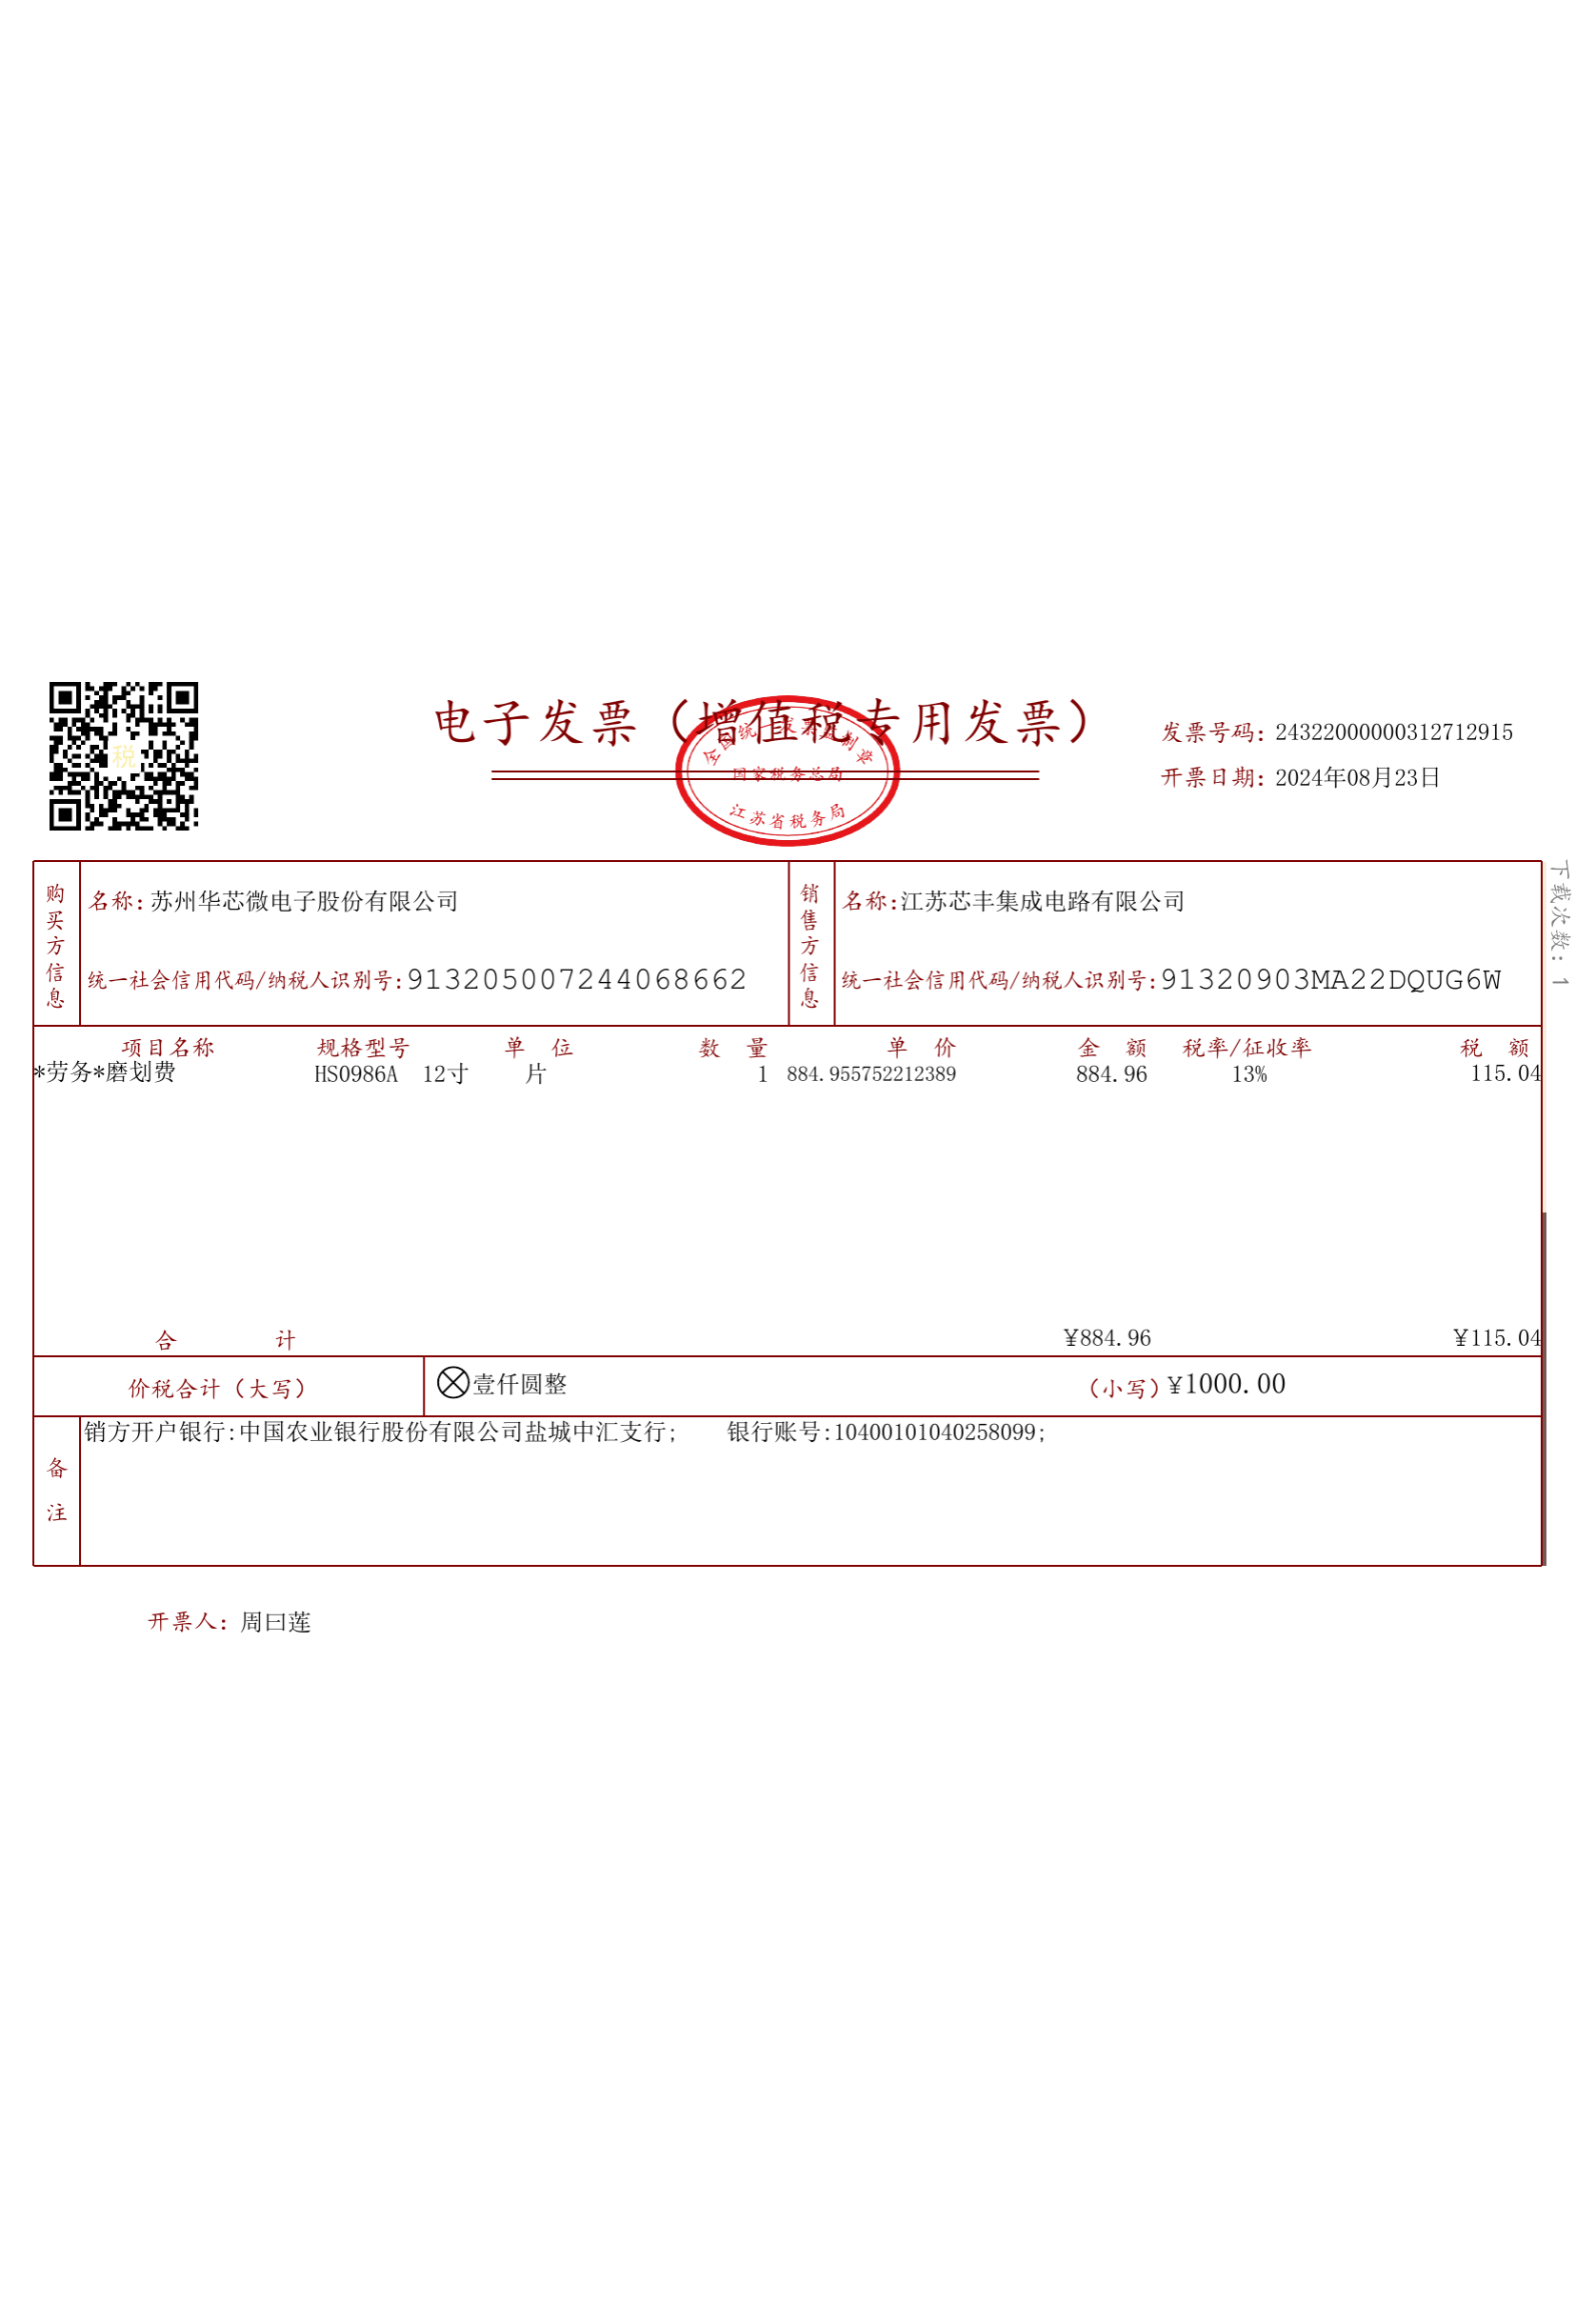 电子发票（增值税专用发票）
全国统一发票监制章
国家税务总局
江苏省税务局
税
发票号码：24322000000312712915
开票日期：2024年08月23日
下载次数：1
购买方信息
名称：苏州华芯微电子股份有限公司
统一社会信用代码/纳税人识别号：913205007244068662
销售方信息
名称：江苏芯丰集成电路有限公司
统一社会信用代码/纳税人识别号：91320903MA22DQUG6W
项目名称 规格型号 单 位 数 量 单 价 金 额 税率/征收率 税 额
*劳务*磨划费 HS0986A 12寸 片 1 884.955752212389 884.96 13% 115.04
合 计 ¥884.96 ¥115.04
价税合计（大写） 壹仟圆整 （小写）¥1000.00
备注
销方开户银行:中国农业银行股份有限公司盐城中汇支行; 银行账号:10400101040258099;
开票人：周曰莲